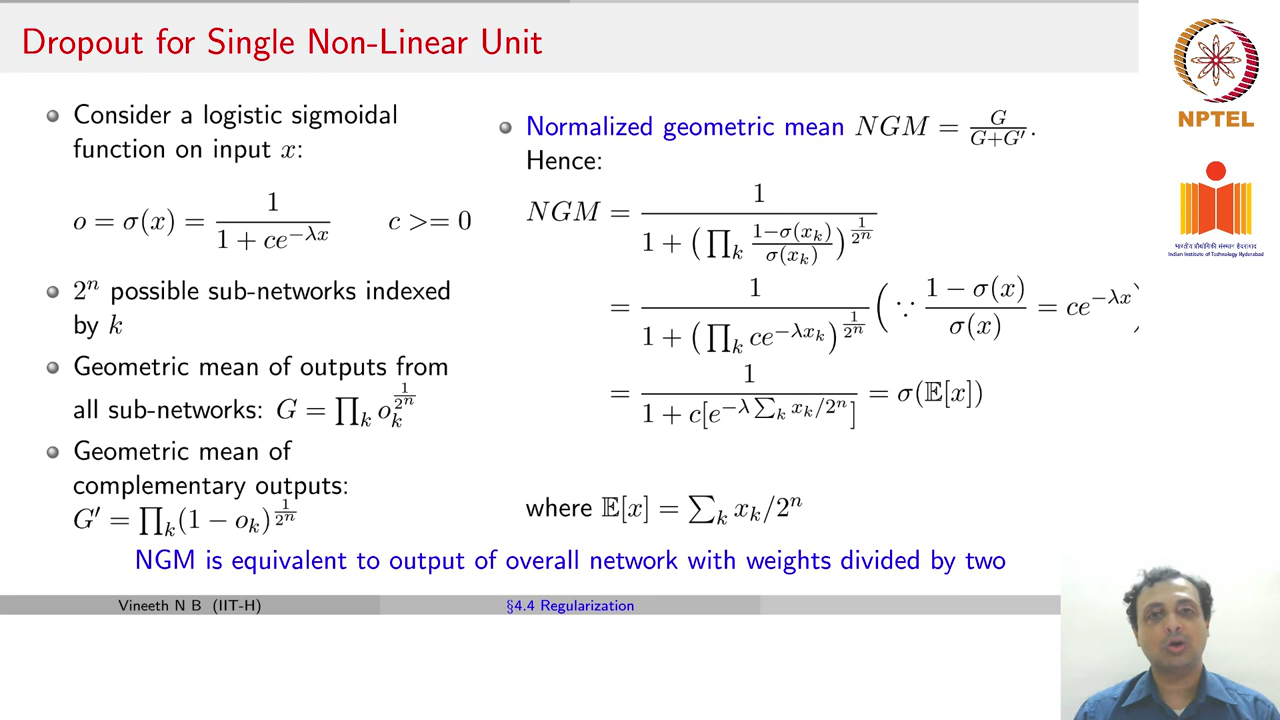 Dropout for Single Non-Linear Unit
Consider a logistic sigmoidal
function on input x:
o = σ(x) = 1 / (1 + ce^{−λx})    c >= 0
2^n possible sub-networks indexed
by k
Geometric mean of outputs from
all sub-networks: G = ∏_k o_k^{1/2^n}
Geometric mean of
complementary outputs:
G′ = ∏_k (1 − o_k)^{1/2^n}
Normalized geometric mean NGM = G / (G+G′).
Hence:
NGM = 1 / (1 + (∏_k (1−σ(x_k)) / σ(x_k))^{1/2^n})
= 1 / (1 + (∏_k ce^{−λx_k})^{1/2^n}) (∵ (1 − σ(x)) / σ(x) = ce^{−λx})
= 1 / (1 + c[e^{−λ ∑_k x_k/2^n}]) = σ(𝔼[x])
where 𝔼[x] = ∑_k x_k/2^n
NGM is equivalent to output of overall network with weights divided by two
Vineeth N B (IIT-H)
§4.4 Regularization
NPTEL
भारतीय प्रौद्योगिकी संस्थान हैदराबाद
Indian Institute of Technology Hyderabad